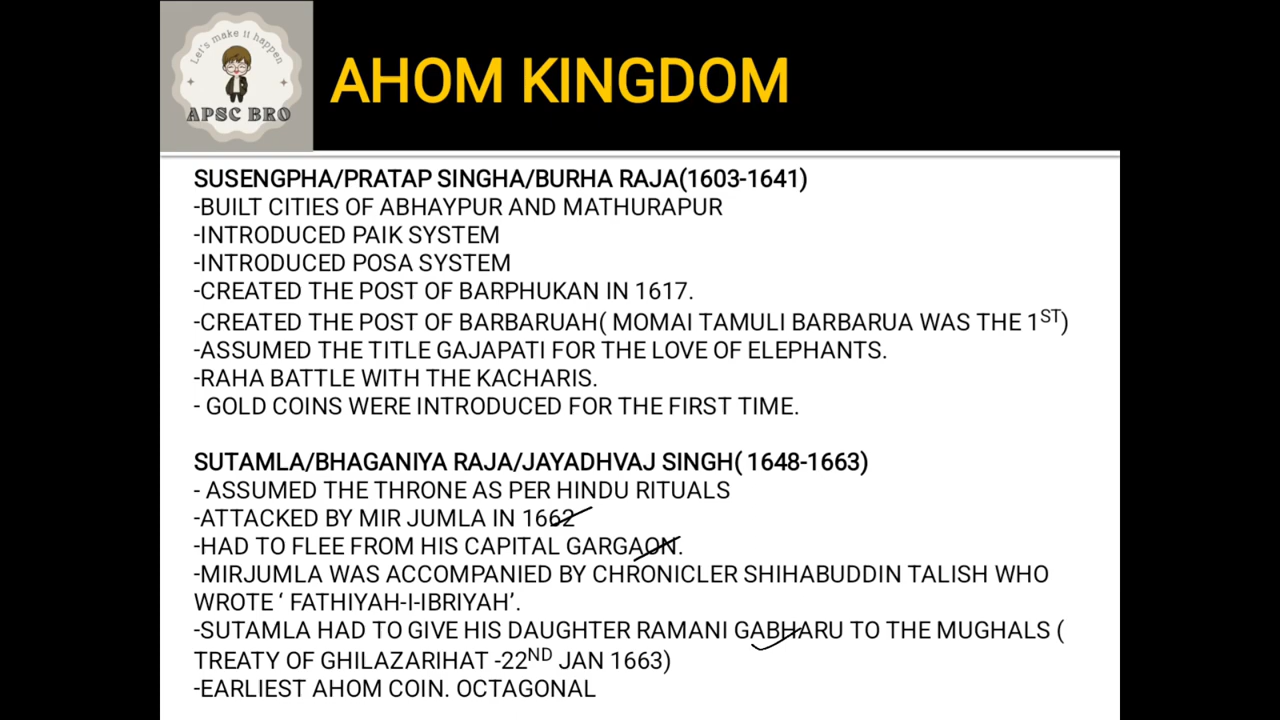 Let's make it happen
APSC BRO
AHOM KINGDOM
SUSENGPHA/PRATAP SINGHA/BURHA RAJA(1603-1641)
-BUILT CITIES OF ABHAYPUR AND MATHURAPUR
-INTRODUCED PAIK SYSTEM
-INTRODUCED POSA SYSTEM
-CREATED THE POST OF BARPHUKAN IN 1617.
-CREATED THE POST OF BARBARUAH( MOMAI TAMULI BARBARUA WAS THE 1ST)
-ASSUMED THE TITLE GAJAPATI FOR THE LOVE OF ELEPHANTS.
-RAHA BATTLE WITH THE KACHARIS.
- GOLD COINS WERE INTRODUCED FOR THE FIRST TIME.
SUTAMLA/BHAGANIYA RAJA/JAYADHVAJ SINGH( 1648-1663)
- ASSUMED THE THRONE AS PER HINDU RITUALS
-ATTACKED BY MIR JUMLA IN 1662
-HAD TO FLEE FROM HIS CAPITAL GARGAON.
-MIRJUMLA WAS ACCOMPANIED BY CHRONICLER SHIHABUDDIN TALISH WHO
WROTE ‘ FATHIYAH-I-IBRIYAH’.
-SUTAMLA HAD TO GIVE HIS DAUGHTER RAMANI GABHARU TO THE MUGHALS (
TREATY OF GHILAZARIHAT -22ND JAN 1663)
-EARLIEST AHOM COIN. OCTAGONAL